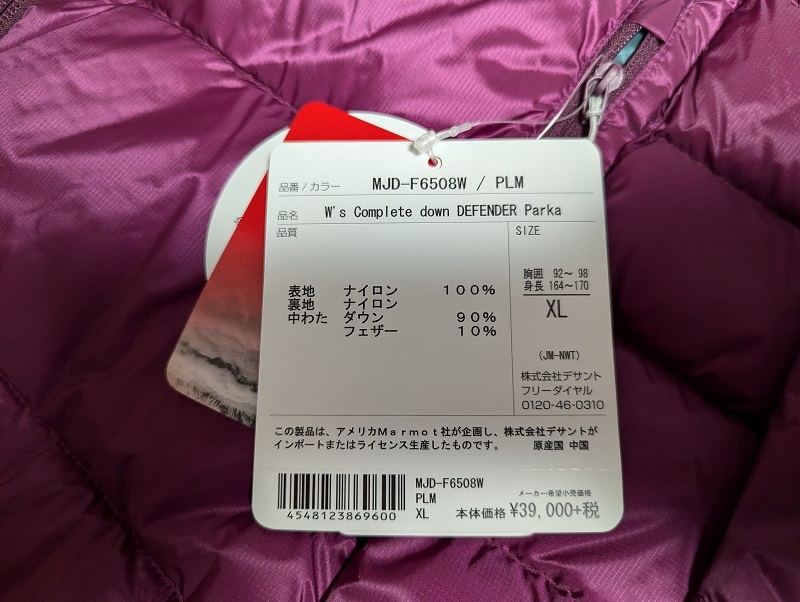 品番 / カラー MJD-F6508W / PLM
品名 W's Complete down DEFENDER Parka
品質
表地 ナイロン 100%
裏地 ナイロン
中わた ダウン 90%
フェザー 10%
SIZE
胸囲 92〜 98
身長 164〜170
XL
(JM-NWT)
株式会社デサント
フリーダイヤル
0120-46-0310
この製品は、アメリカMarmot社が企画し、株式会社デサントが
インポートまたはライセンス生産したものです。 原産国 中国
MJD-F6508W
PLM
XL
4548123869600
メーカー希望小売価格
本体価格 ¥39,000+税